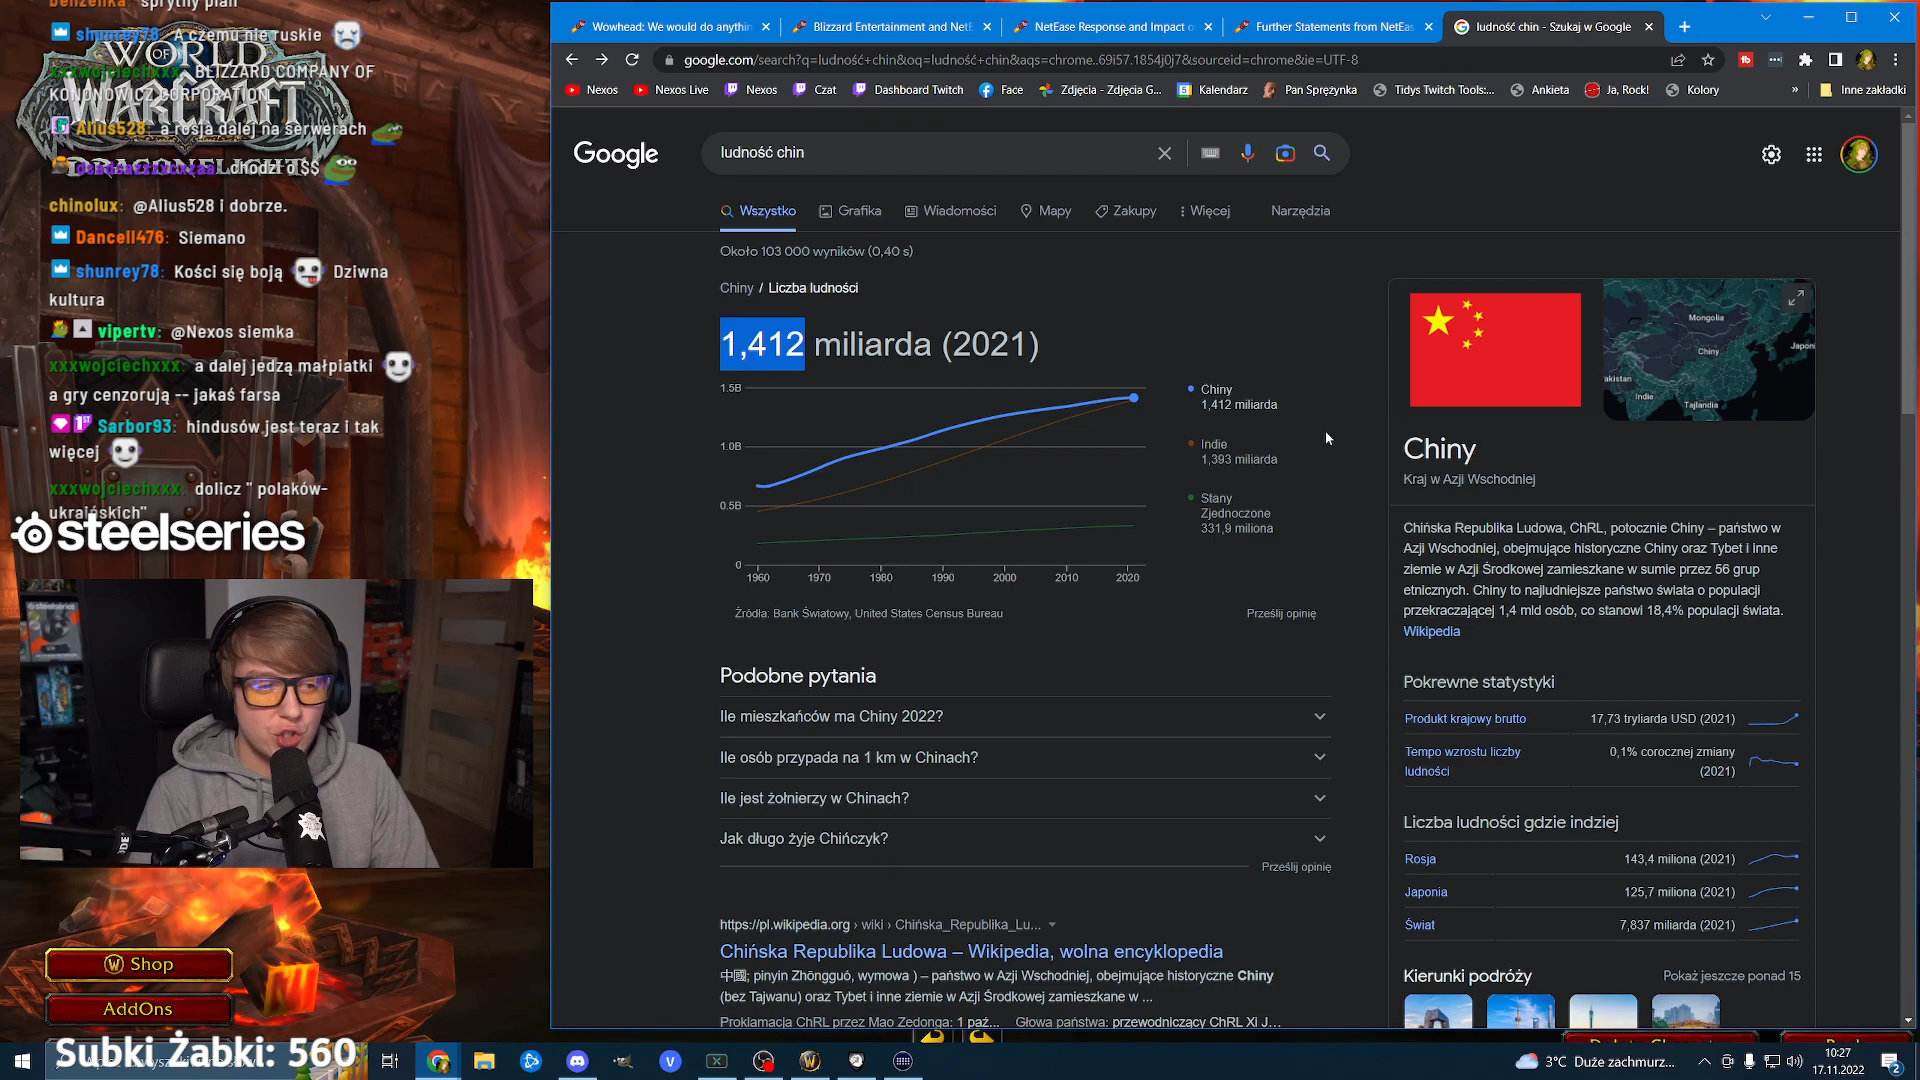 benzenka: sprytny plan
shunrey78: A czemu nie ruskie
xxxwojciechxxx: BLIZZARD COMPANY OF
KONONOWICZ CORPORATION
Alius528: a rosja dalej na serwerach
chodzi o $$
chinolux: @Alius528 i dobrze.
Dancell476: Siemano
shunrey78: Kości się boją Dziwna
kultura
vipertv: @Nexos siemka
xxxwojciechxxx: a dalej jedzą małpiatki
a gry cenzorują -- jakaś farsa
Sarbor93: hindusów jest teraz i tak
więcej
xxxwojciechxxx: dolicz " polaków-
ukraińskich"
WORLD
OF
WARCRAFT
DRAGONFLIGHT
steelseries
Shop
AddOns
Subki Żabki: 560
Wowhead: We would do anythin
Blizzard Entertainment and NetE
NetEase Response and Impact o
Further Statements from NetEas
ludność chin - Szukaj w Google
google.com/search?q=ludność+chin&oq=ludność+chin&aqs=chrome..69i57.1854j0j7&sourceid=chrome&ie=UTF-8
Nexos
Nexos Live
Nexos
Czat
Dashboard Twitch
Face
Zdjęcia - Zdjęcia G...
Kalendarz
Pan Sprężynka
Tidys Twitch Tools:...
Ankieta
Ja, Rock!
Kolory
»
Inne zakładki
Google
ludność chin
Wszystko
Grafika
Wiadomości
Mapy
Zakupy
Więcej
Narzędzia
Około 103 000 wyników (0,40 s)
Chiny / Liczba ludności
1,412 miliarda (2021)
1.5B
1.0B
0.5B
0
1960 1970 1980 1990 2000 2010 2020
Chiny
1,412 miliarda
Indie
1,393 miliarda
Stany
Zjednoczone
331,9 miliona
Źródła: Bank Światowy, United States Census Bureau
Prześlij opinię
Podobne pytania
Ile mieszkańców ma Chiny 2022?
Ile osób przypada na 1 km w Chinach?
Ile jest żołnierzy w Chinach?
Jak długo żyje Chińczyk?
Prześlij opinię
https://pl.wikipedia.org › wiki › Chińska_Republika_Lu...
Chińska Republika Ludowa – Wikipedia, wolna encyklopedia
中國; pinyin Zhōngguó, wymowa ) – państwo w Azji Wschodniej, obejmujące historyczne Chiny
(bez Tajwanu) oraz Tybet i inne ziemie w Azji Środkowej zamieszkane w ...
Proklamacja ChRL przez Mao Zedonga: 1 paź... Głowa państwa: przewodniczący ChRL Xi J...
Mongolia
Chiny
Japon
akistan
Indie
Tajlandia
Chiny
Kraj w Azji Wschodniej
Chińska Republika Ludowa, ChRL, potocznie Chiny – państwo w
Azji Wschodniej, obejmujące historyczne Chiny oraz Tybet i inne
ziemie w Azji Środkowej zamieszkane w sumie przez 56 grup
etnicznych. Chiny to najludniejsze państwo świata o populacji
przekraczającej 1,4 mld osób, co stanowi 18,4% populacji świata.
Wikipedia
Pokrewne statystyki
Produkt krajowy brutto 17,73 tryliarda USD (2021)
Tempo wzrostu liczby
ludności
0,1% corocznej zmiany
(2021)
Liczba ludności gdzie indziej
Rosja 143,4 miliona (2021)
Japonia 125,7 miliona (2021)
Świat 7,837 miliarda (2021)
Kierunki podróży
Pokaż jeszcze ponad 15
3°C Duże zachmurz...
10:27
17.11.2022
2